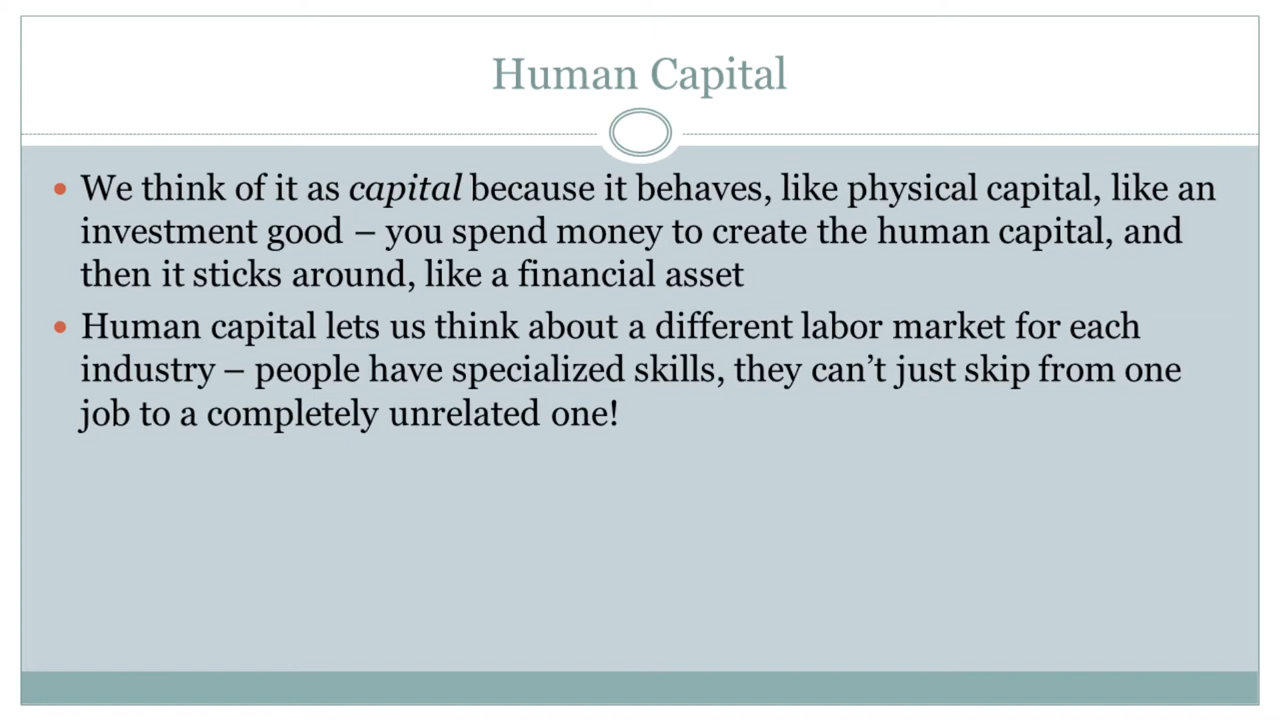 Human Capital
• We think of it as capital because it behaves, like physical capital, like an
investment good – you spend money to create the human capital, and
then it sticks around, like a financial asset
• Human capital lets us think about a different labor market for each
industry – people have specialized skills, they can’t just skip from one
job to a completely unrelated one!